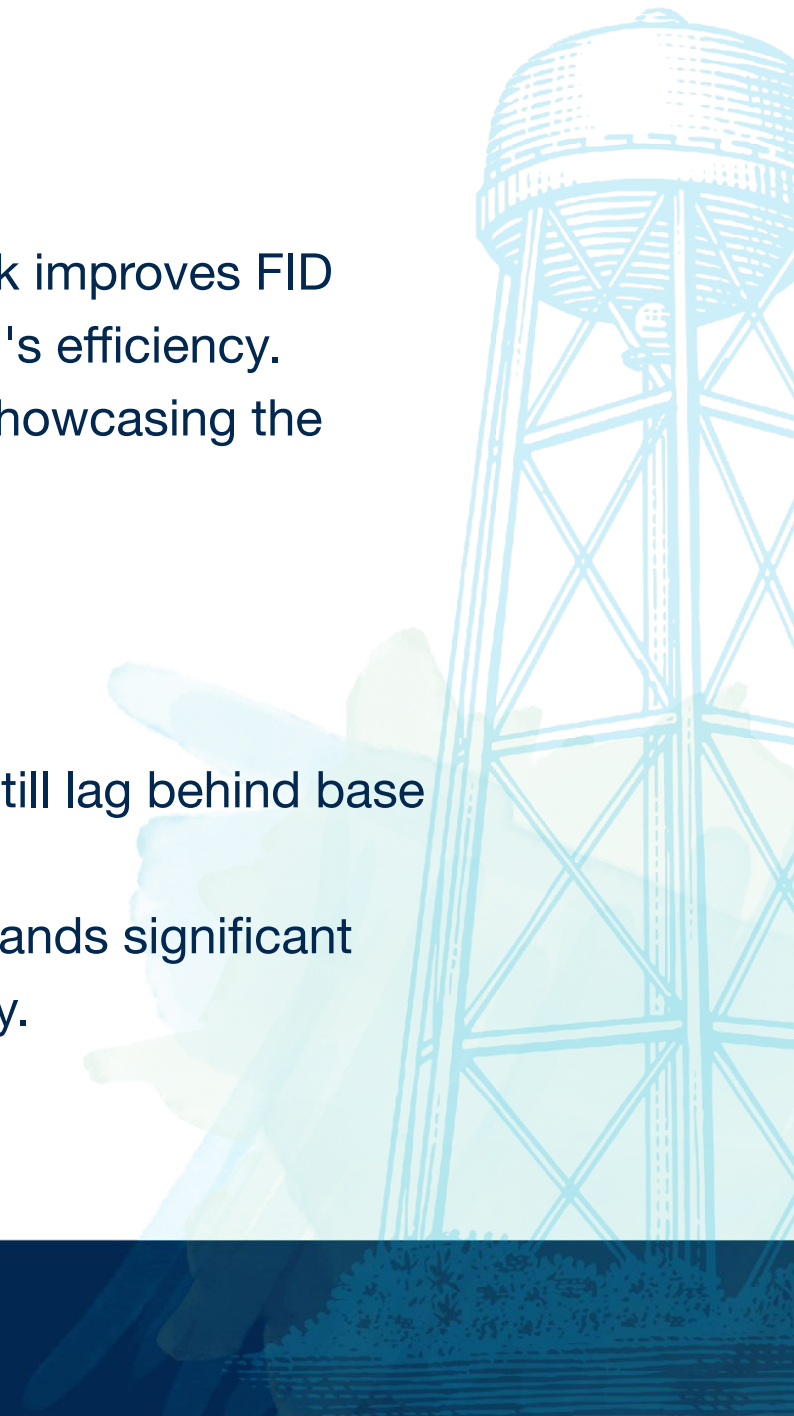 k improves FID
's efficiency.
howcasing the
till lag behind base
ands significant
y.